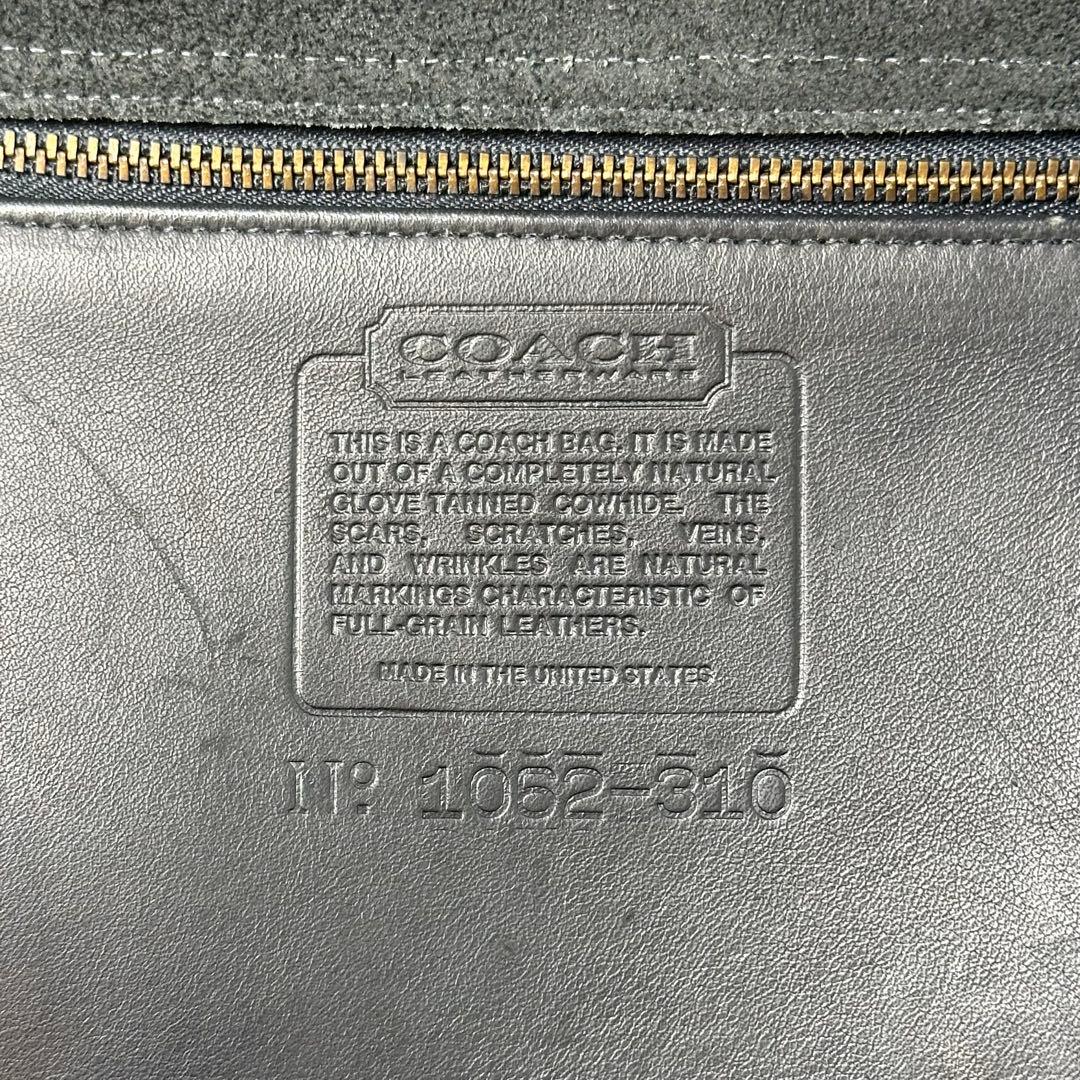 COACH
LEATHERWARE
THIS IS A COACH BAG. IT IS MADE
OUT OF A COMPLETELY NATURAL
GLOVE TANNED COWHIDE. THE
SCARS, SCRATCHES, VEINS,
AND WRINKLES ARE NATURAL
MARKINGS CHARACTERISTIC OF
FULL-GRAIN LEATHERS.
MADE IN THE UNITED STATES
Nº 1062-310